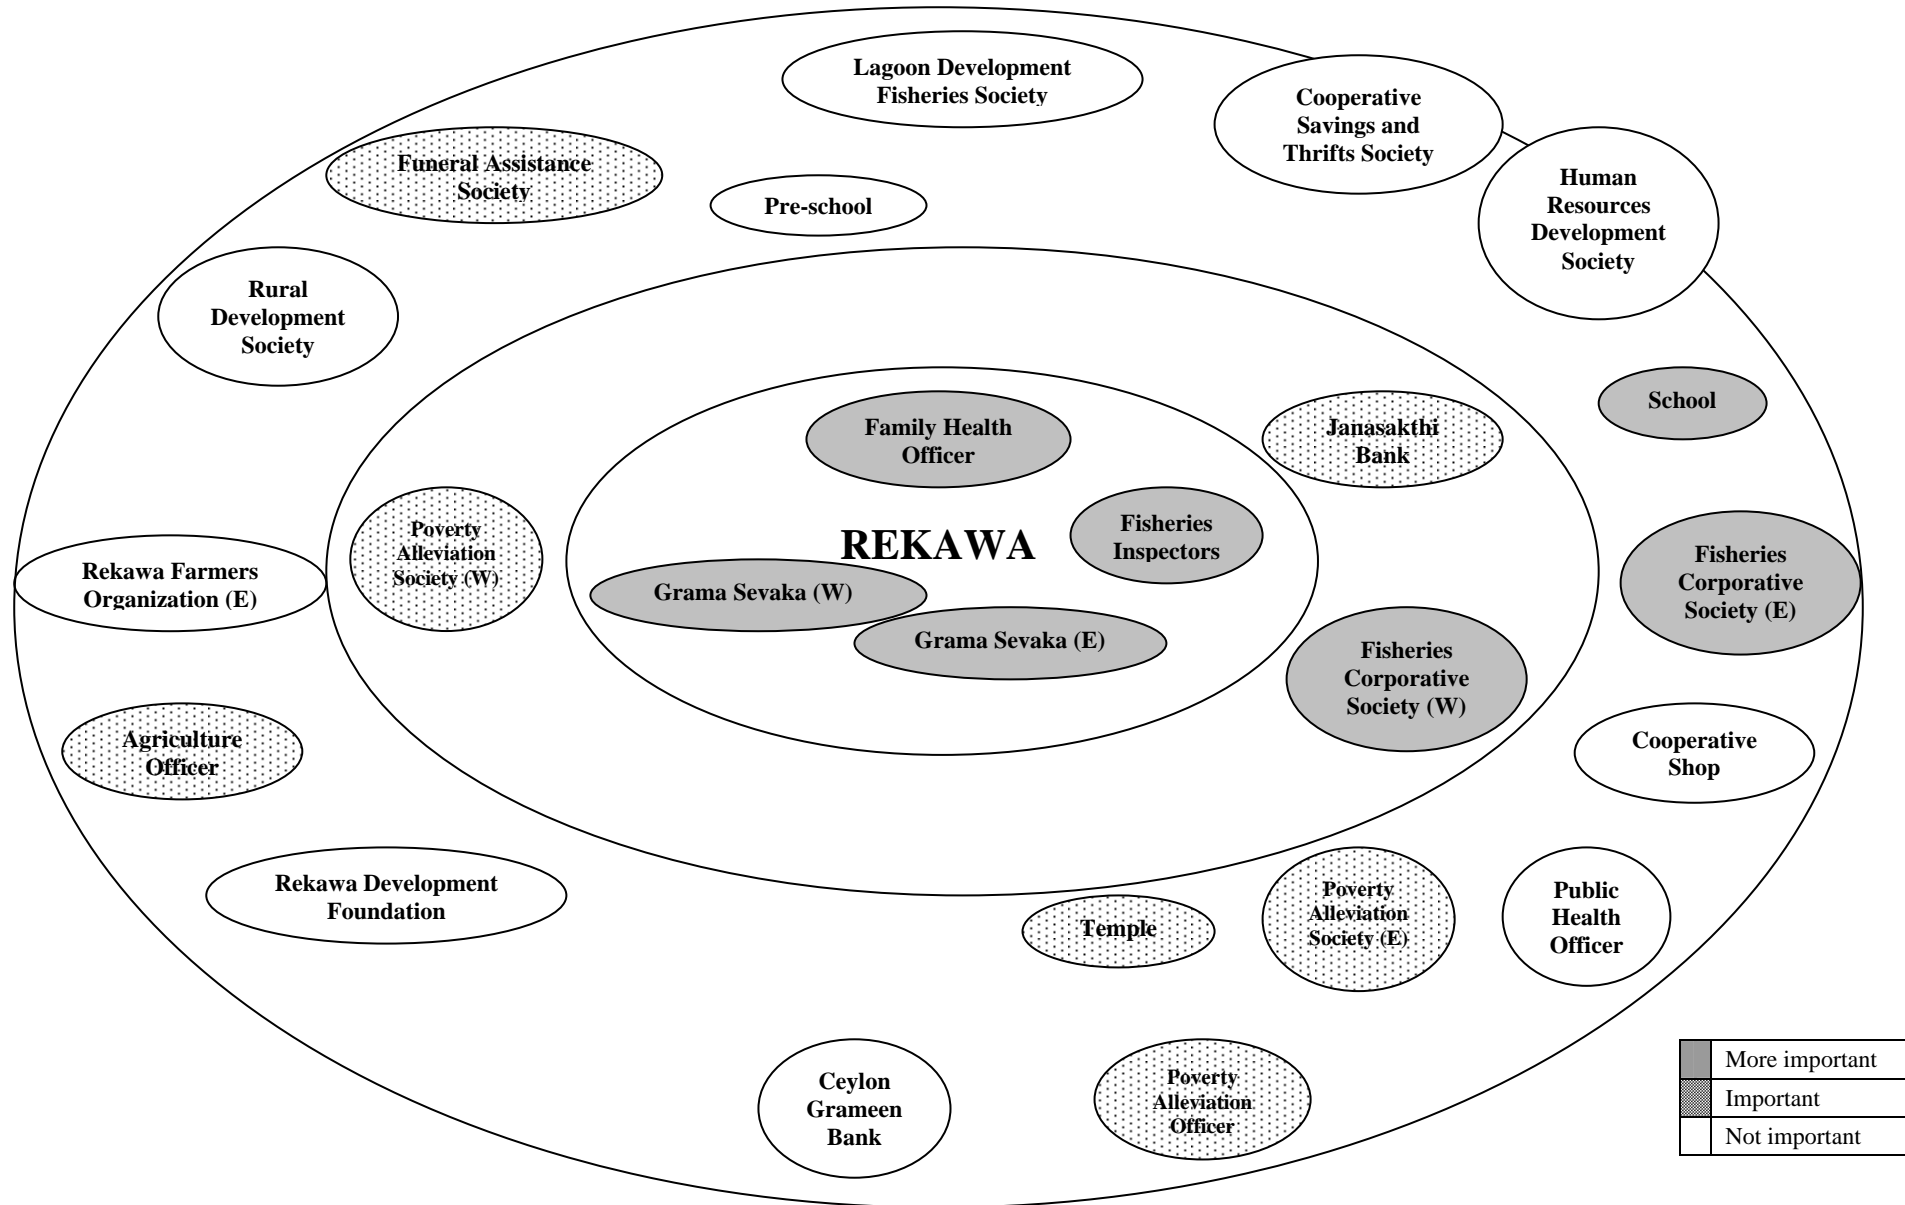 Lagoon Development
Fisheries Society
Cooperative
Savings and
Thrifts Society
Funeral Assistance
Society
Pre-school
Human
Resources
Development
Society
Rural
Development
Society
School
Family Health
Officer
Janasakthi
Bank
Poverty
Alleviation
Society (W)
REKAWA
Fisheries
Inspectors
Fisheries
Corporative
Society (E)
Rekawa Farmers
Organization (E)
Grama Sevaka (W)
Grama Sevaka (E)
Fisheries
Corporative
Society (W)
Agriculture
Officer
Cooperative
Shop
Rekawa Development
Foundation
Temple
Poverty
Alleviation
Society (E)
Public
Health
Officer
Ceylon
Grameen
Bank
Poverty
Alleviation
Officer
More important
Important
Not important